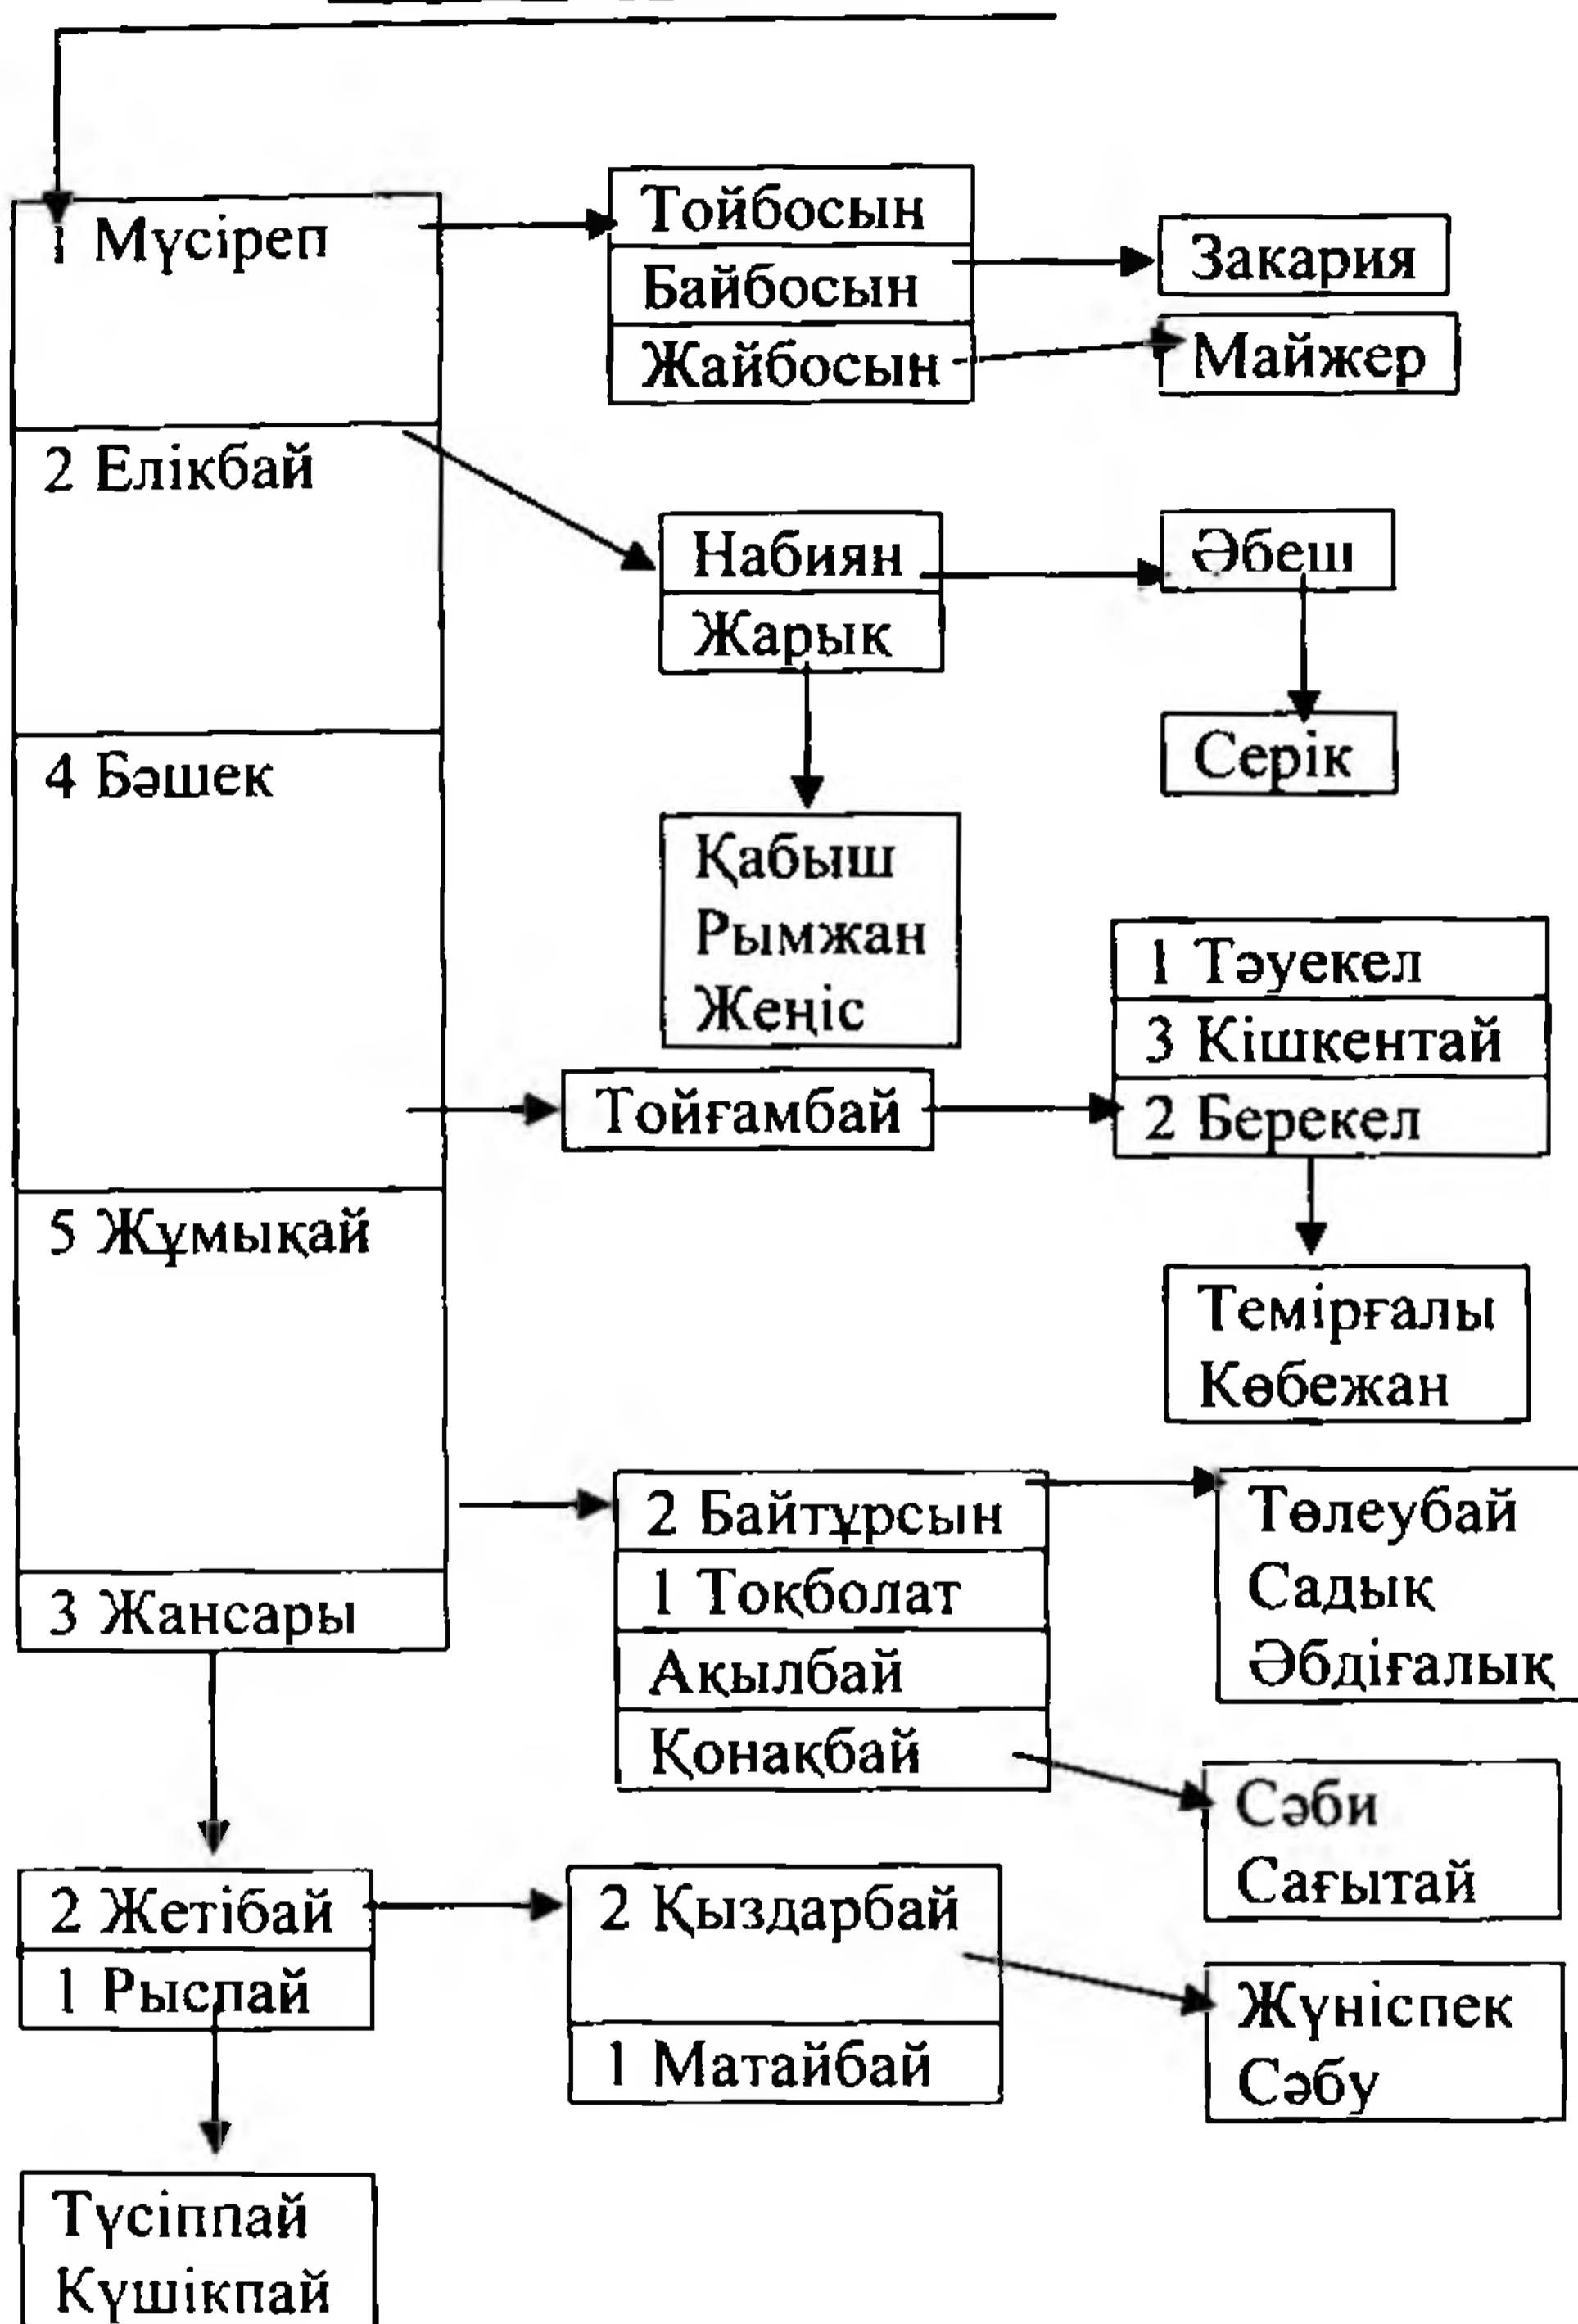 1 Мүсіреп
Тойбосын
Байбосын
Жайбосын
Закария
Майжер
2 Елікбай
Набиян
Жарык
Әбеш
Серік
Қабыш
Рымжан
Жеңіс
4 Бәшек
Тойғамбай
1 Тәуекел
3 Кішкентай
2 Берекел
Темірғалы
Көбежан
5 Жұмықай
2 Байтұрсын
1 Тоқболат
Ақылбай
Қонақбай
Төлеубай
Садық
Әбдіғалық
Сәби
Сағытай
3 Жансары
2 Жетібай
1 Рыспай
2 Қыздарбай
1 Матайбай
Жүніспек
Сәбу
Түсіппай
Күшікпай